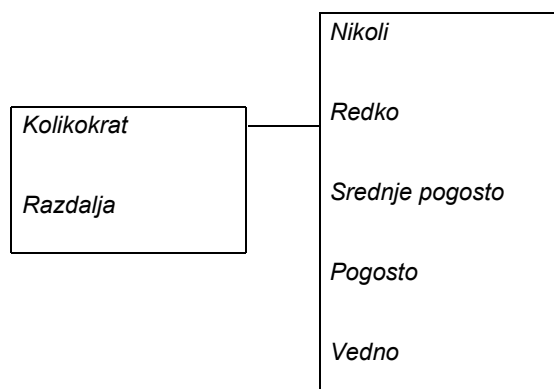 Kolikokrat
Razdalja
Nikoli
Redko
Srednje pogosto
Pogosto
Vedno